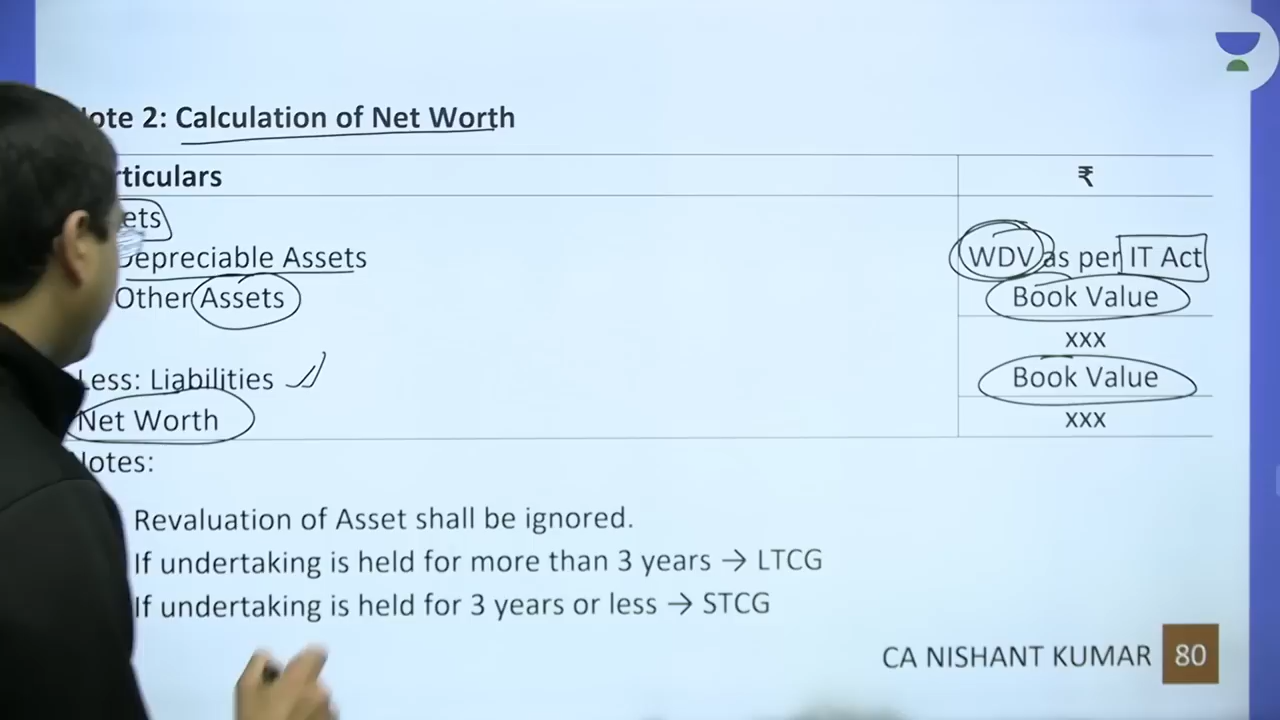 ote 2: Calculation of Net Worth
rticulars ₹
ets
epreciable Assets WDV as per IT Act
Other Assets Book Value
xxx
Less: Liabilities Book Value
Net Worth xxx
Notes:
Revaluation of Asset shall be ignored.
If undertaking is held for more than 3 years → LTCG
If undertaking is held for 3 years or less → STCG
CA NISHANT KUMAR 80